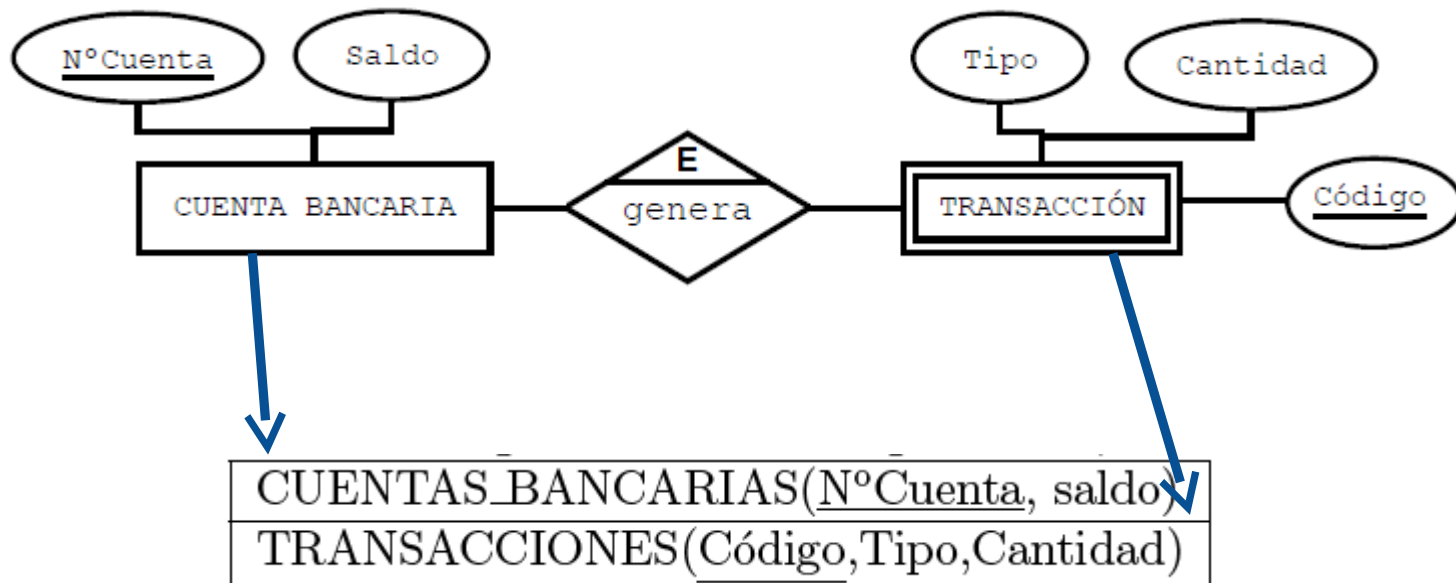 NºCuenta
Saldo
Tipo
Cantidad
E
CUENTA BANCARIA
genera
TRANSACCIÓN
Código
CUENTAS_BANCARIAS(NºCuenta, saldo)
TRANSACCIONES(Código,Tipo,Cantidad)